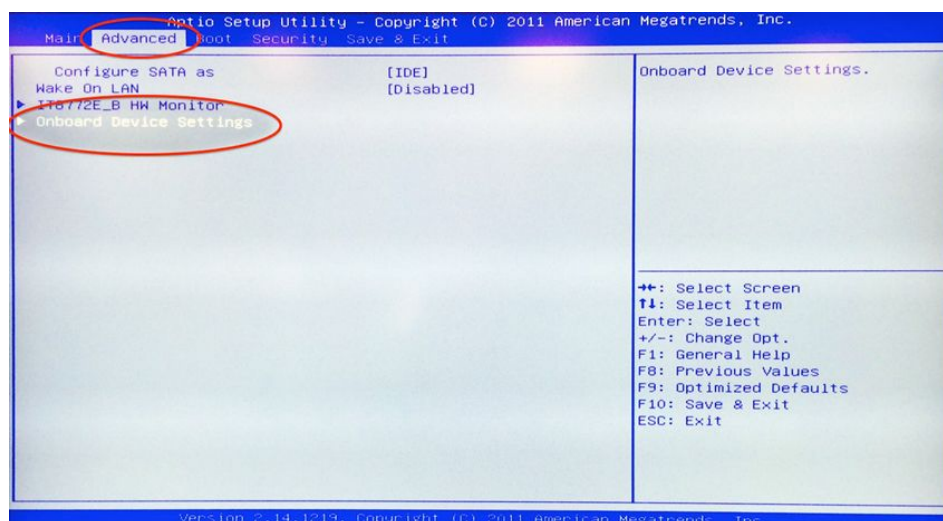 Aptio Setup Utility – Copyright (C) 2011 American Megatrends, Inc.
Main Advanced Boot Security Save & Exit
Configure SATA as [IDE]
Wake On LAN [Disabled]
► IT8772E_B HW Monitor
► Onboard Device Settings
Onboard Device Settings.
→←: Select Screen
↑↓: Select Item
Enter: Select
+/-: Change Opt.
F1: General Help
F8: Previous Values
F9: Optimized Defaults
F10: Save & Exit
ESC: Exit
Version 2.14.1219. Copyright (C) 2011 American Megatrends, Inc.